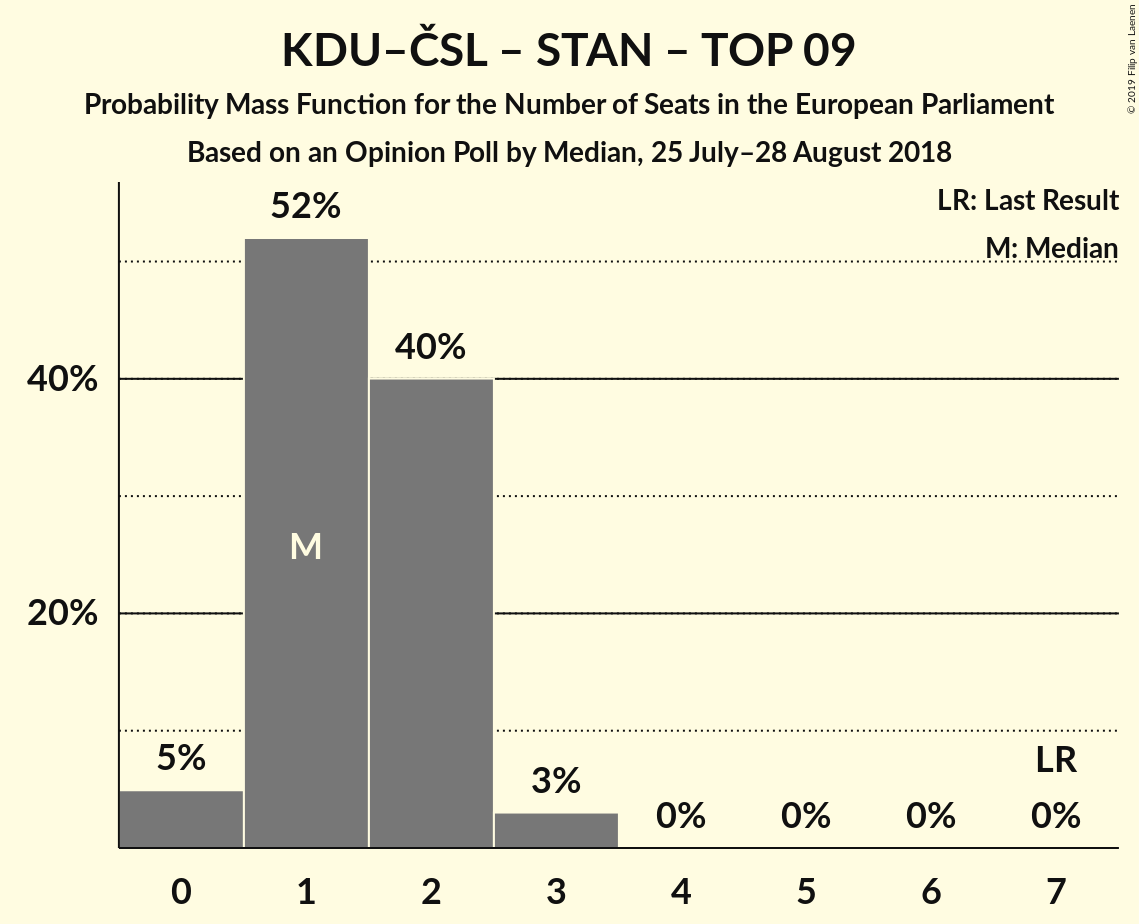 KDU–ČSL – STAN – TOP 09
Probability Mass Function for the Number of Seats in the European Parliament
Based on an Opinion Poll by Median, 25 July–28 August 2018
© 2019 Filip van Laenen
LR: Last Result
M: Median
52%
40%
40%
M
20%
5%
3%
LR
0%
0%
0%
0%
0 1 2 3 4 5 6 7